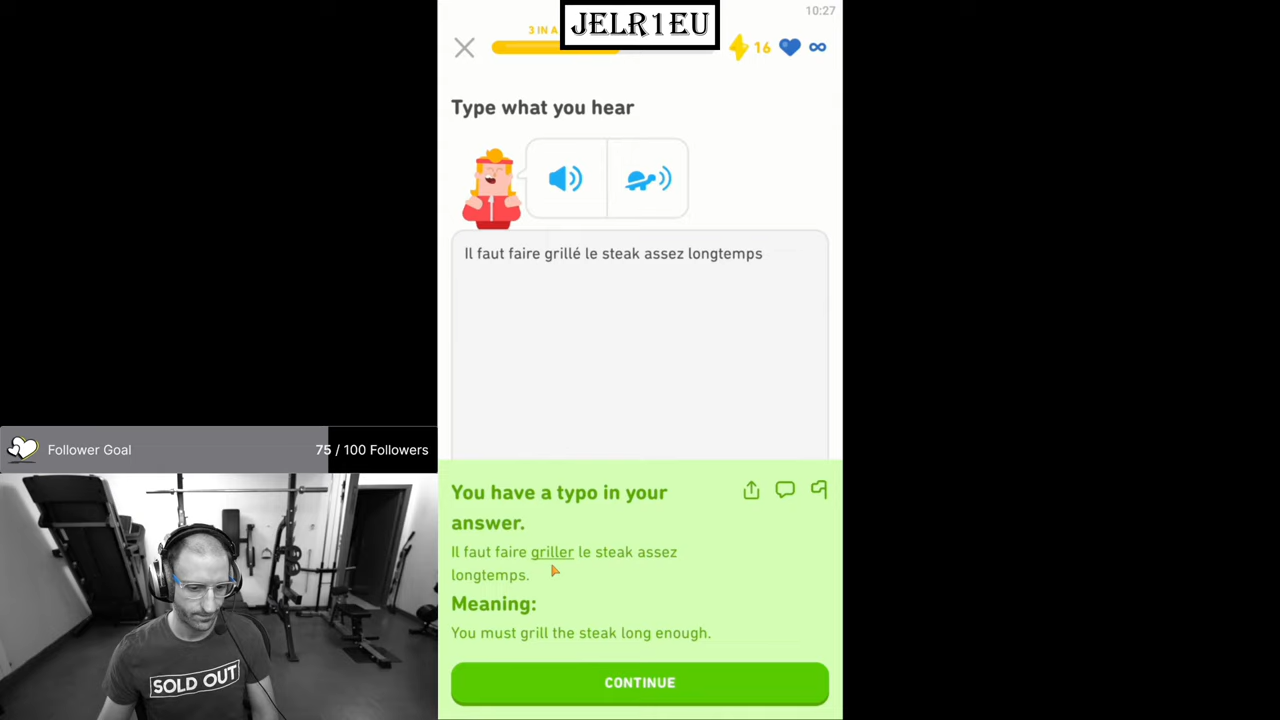 10:27
3 IN A
JELR1EU
16
∞
Type what you hear
Il faut faire grillé le steak assez longtemps
Follower Goal 75 / 100 Followers
You have a typo in your
answer.
Il faut faire griller le steak assez
longtemps.
Meaning:
You must grill the steak long enough.
CONTINUE
SOLD OUT